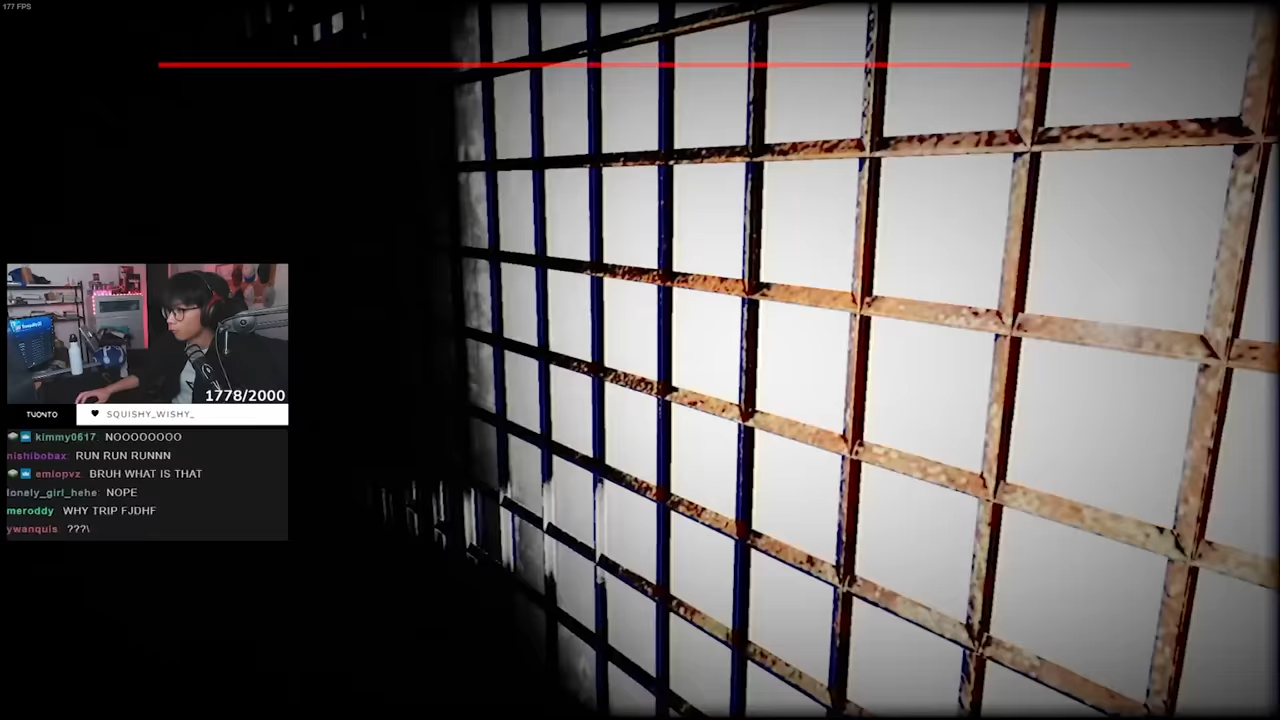 177 FPS
1778/2000
TUONTO
SQUISHY_WISHY_
kimmy0617: NOOOOOOOO
nishibobax: RUN RUN RUNNN
emiopvz: BRUH WHAT IS THAT
lonely_girl_hehe: NOPE
meroddy WHY TRIP FJDHF
ywanquis ???\